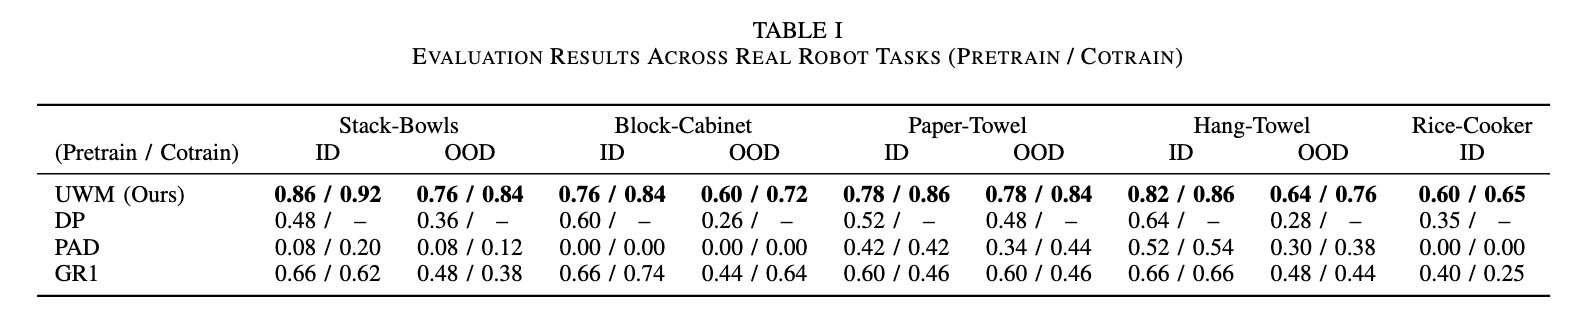 TABLE I
EVALUATION RESULTS ACROSS REAL ROBOT TASKS (PRETRAIN / COTRAIN)
Stack-Bowls Block-Cabinet Paper-Towel Hang-Towel Rice-Cooker
(Pretrain / Cotrain) ID OOD ID OOD ID OOD ID OOD ID
UWM (Ours) 0.86 / 0.92 0.76 / 0.84 0.76 / 0.84 0.60 / 0.72 0.78 / 0.86 0.78 / 0.84 0.82 / 0.86 0.64 / 0.76 0.60 / 0.65
DP 0.48 / – 0.36 / – 0.60 / – 0.26 / – 0.52 / – 0.48 / – 0.64 / – 0.28 / – 0.35 / –
PAD 0.08 / 0.20 0.08 / 0.12 0.00 / 0.00 0.00 / 0.00 0.42 / 0.42 0.34 / 0.44 0.52 / 0.54 0.30 / 0.38 0.00 / 0.00
GR1 0.66 / 0.62 0.48 / 0.38 0.66 / 0.74 0.44 / 0.64 0.60 / 0.46 0.60 / 0.46 0.66 / 0.66 0.48 / 0.44 0.40 / 0.25